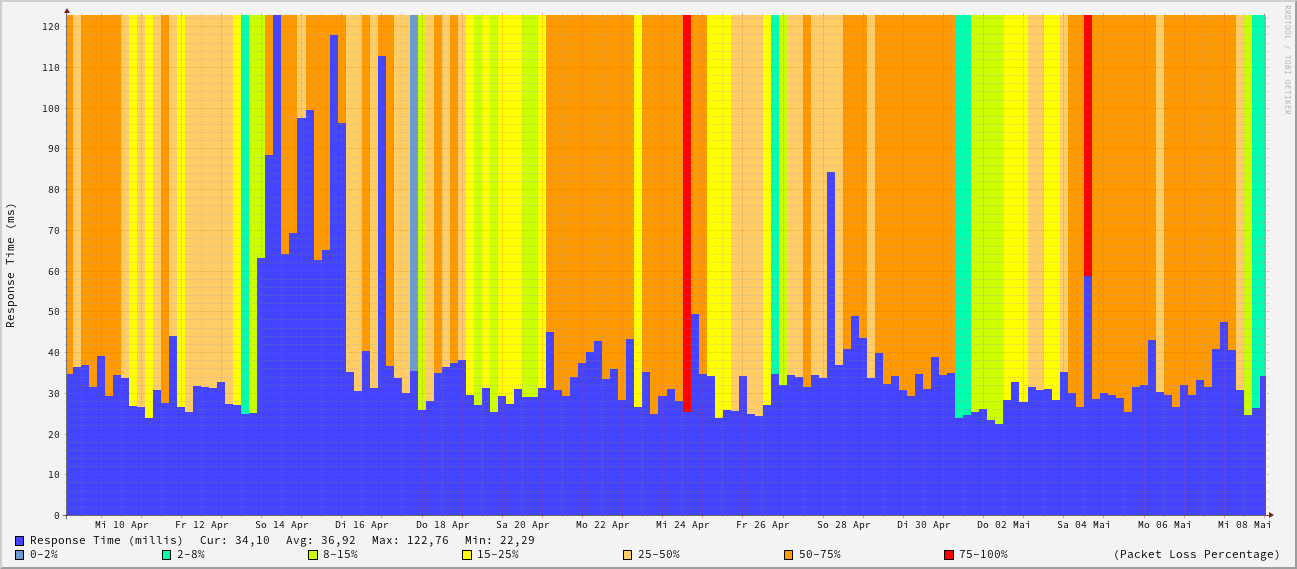 RRDTOOL / TOBI OETIKER
Response Time (ms)
120
110
100
90
80
70
60
50
40
30
20
10
0
Mi 10 Apr Fr 12 Apr So 14 Apr Di 16 Apr Do 18 Apr Sa 20 Apr Mo 22 Apr Mi 24 Apr Fr 26 Apr So 28 Apr Di 30 Apr Do 02 Mai Sa 04 Mai Mo 06 Mai Mi 08 Mai
Response Time (millis) Cur: 34,10 Avg: 36,92 Max: 122,76 Min: 22,29
0-2% 2-8% 8-15% 15-25% 25-50% 50-75% 75-100% (Packet Loss Percentage)